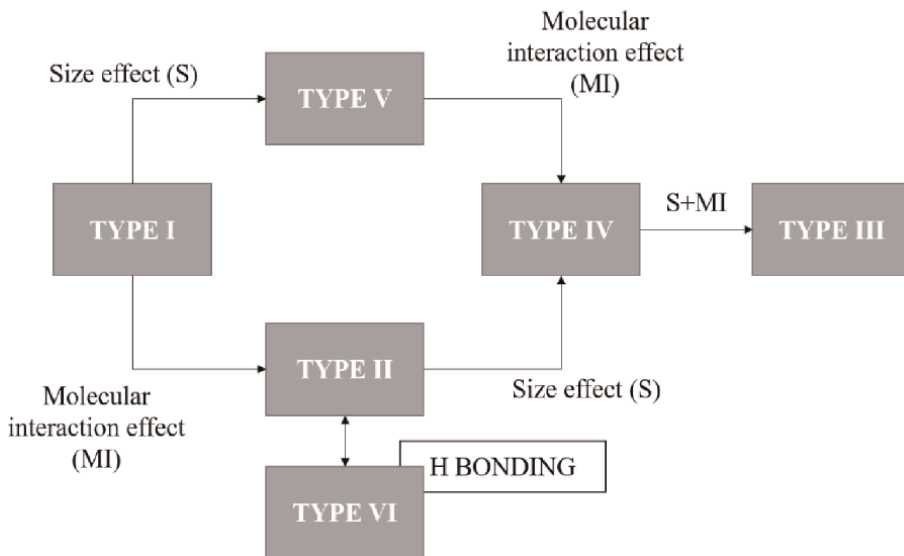 Molecular
interaction effect
(MI)
Size effect (S)
TYPE V
TYPE I
TYPE IV
S+MI
TYPE III
TYPE II
Molecular
interaction effect
(MI)
Size effect (S)
H BONDING
TYPE VI